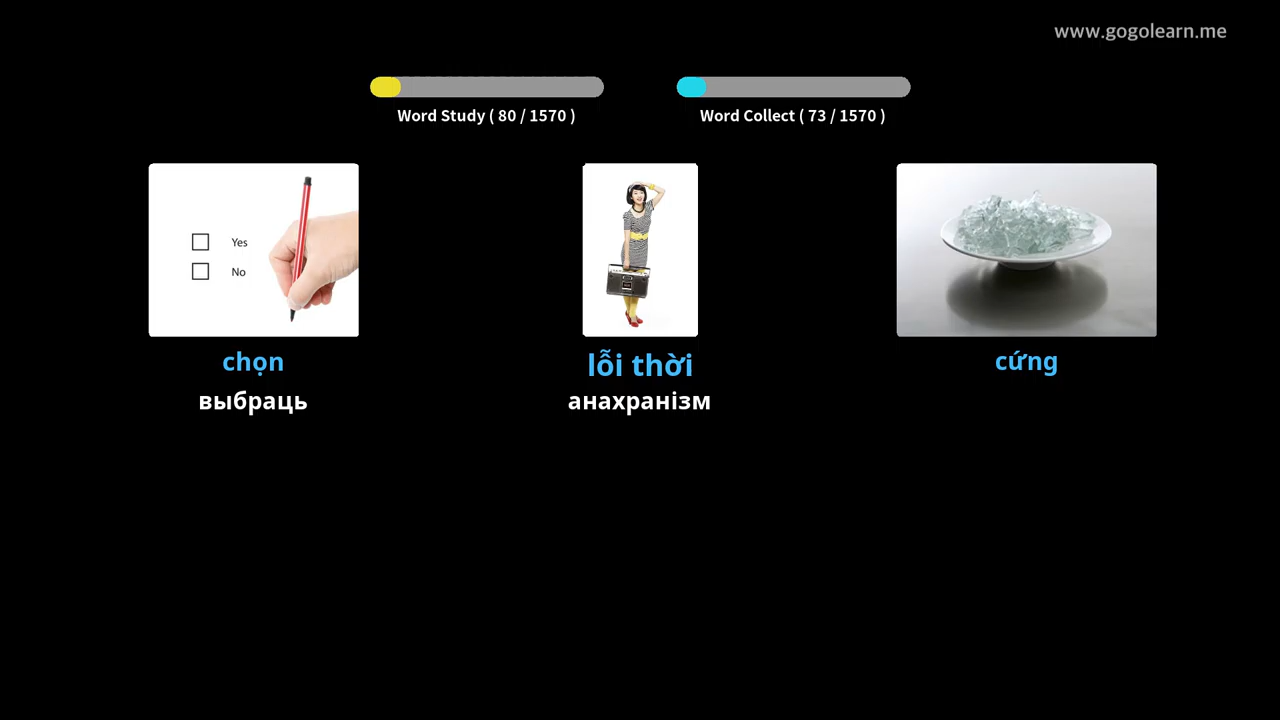 www.gogolearn.me
Word Study ( 80 / 1570 )
Word Collect ( 73 / 1570 )
Yes
No
chọn
выбраць
lỗi thời
анахранізм
cứng